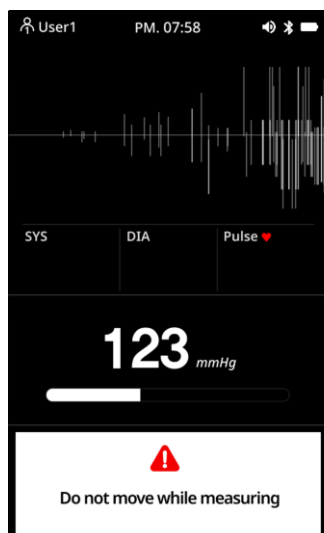 User1 PM. 07:58
SYS DIA Pulse
123 mmHg
Do not move while measuring